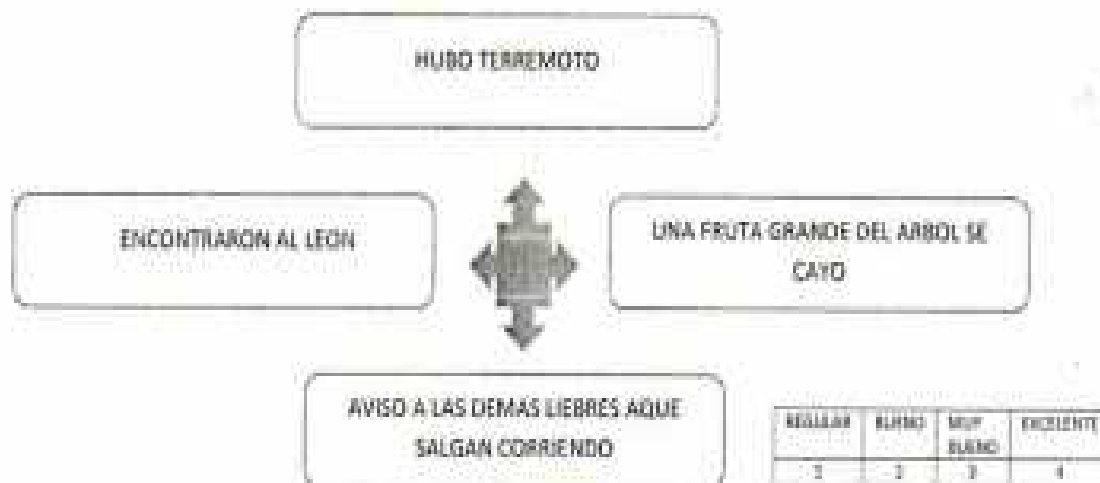 HUBO TERREMOTO
ENCONTRARON AL LEON
UNA FRUTA GRANDE DEL ARBOL SE
CAYO
AVISO A LAS DEMAS LIEBRES AQUE
SALGAN CORRIENDO
REGULAR BUENO MUY BUENO EXCELENTE
1 2 3 4